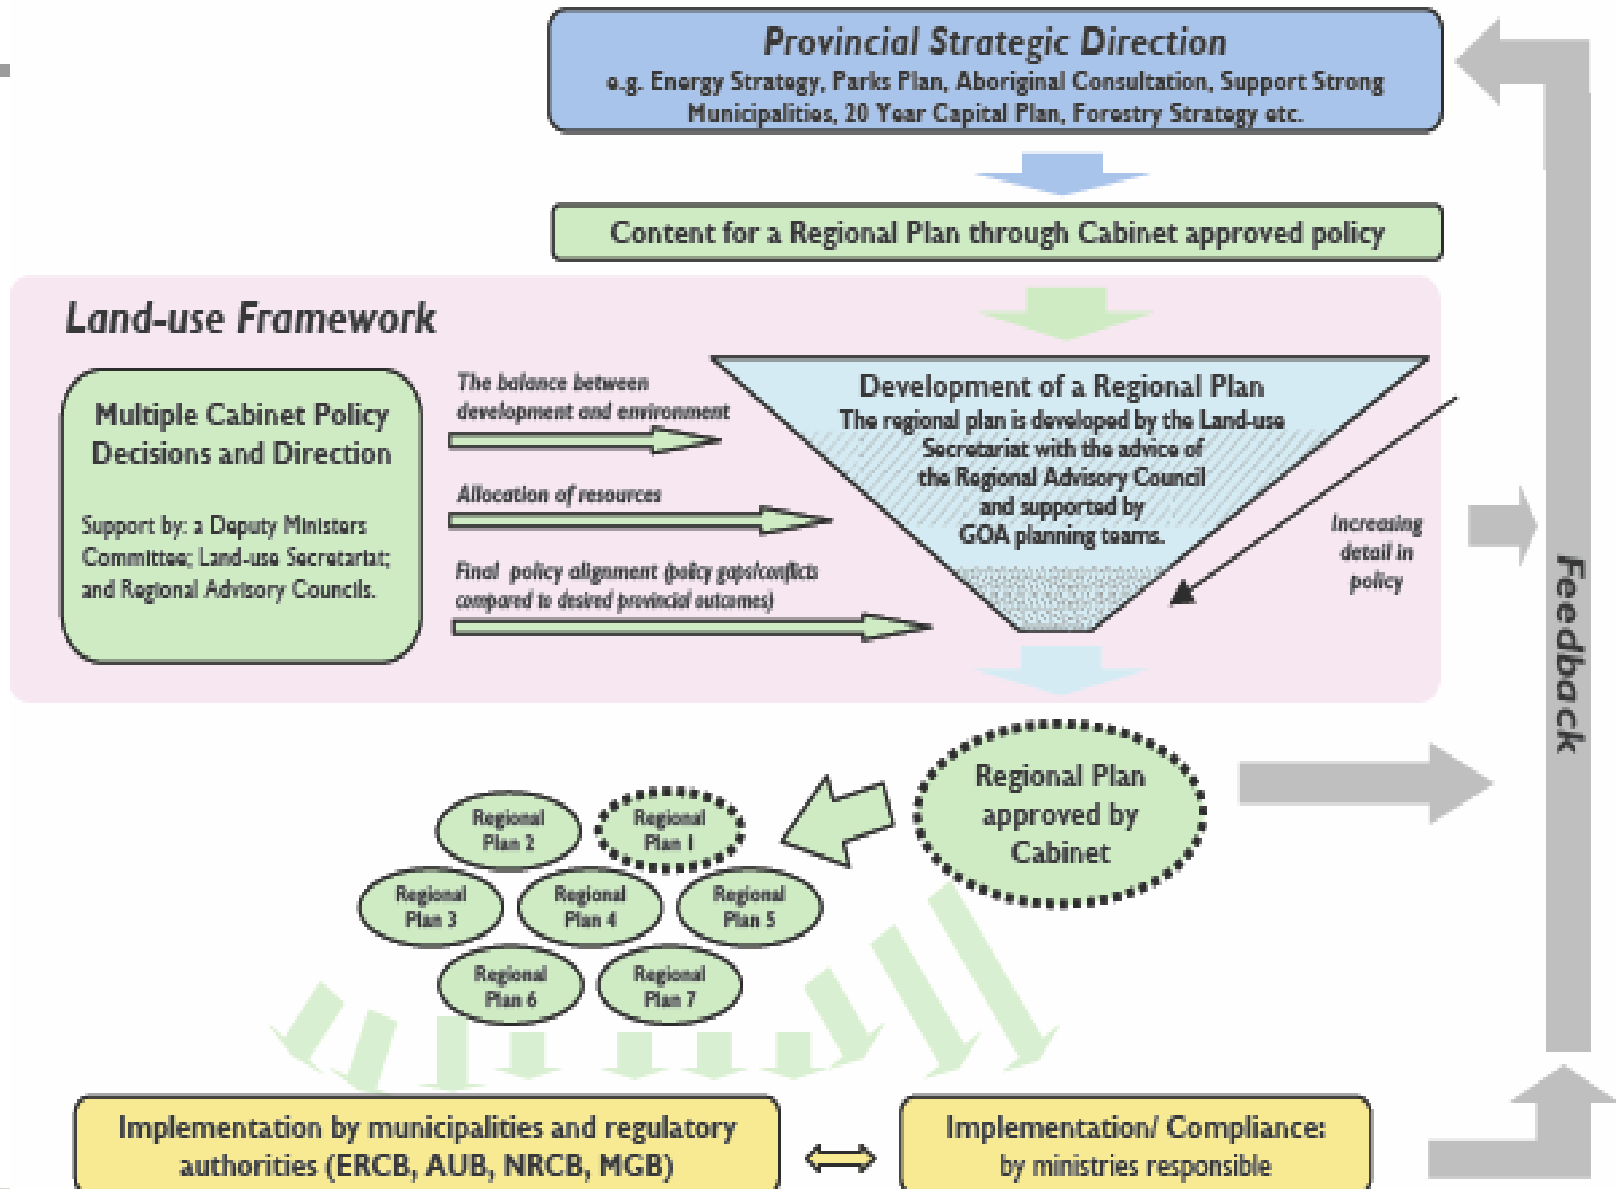 Provincial Strategic Direction
e.g. Energy Strategy, Parks Plan, Aboriginal Consultation, Support Strong
Municipalities, 20 Year Capital Plan, Forestry Strategy etc.
Content for a Regional Plan through Cabinet approved policy
Land-use Framework
Multiple Cabinet Policy
Decisions and Direction
Support by: a Deputy Ministers
Committee; Land-use Secretariat;
and Regional Advisory Councils.
The balance between
development and environment
Allocation of resources
Final policy alignment (policy gaps/conflicts
compared to desired provincial outcomes)
Development of a Regional Plan
The regional plan is developed by the Land-use
Secretariat with the advice of
the Regional Advisory Council
and supported by
GOA planning teams.
Increasing
detail in
policy
Feedback
Regional Plan
approved by
Cabinet
Regional
Plan 2
Regional
Plan 1
Regional
Plan 3
Regional
Plan 4
Regional
Plan 5
Regional
Plan 6
Regional
Plan 7
Implementation by municipalities and regulatory
authorities (ERCB, AUB, NRCB, MGB)
Implementation/ Compliance:
by ministries responsible